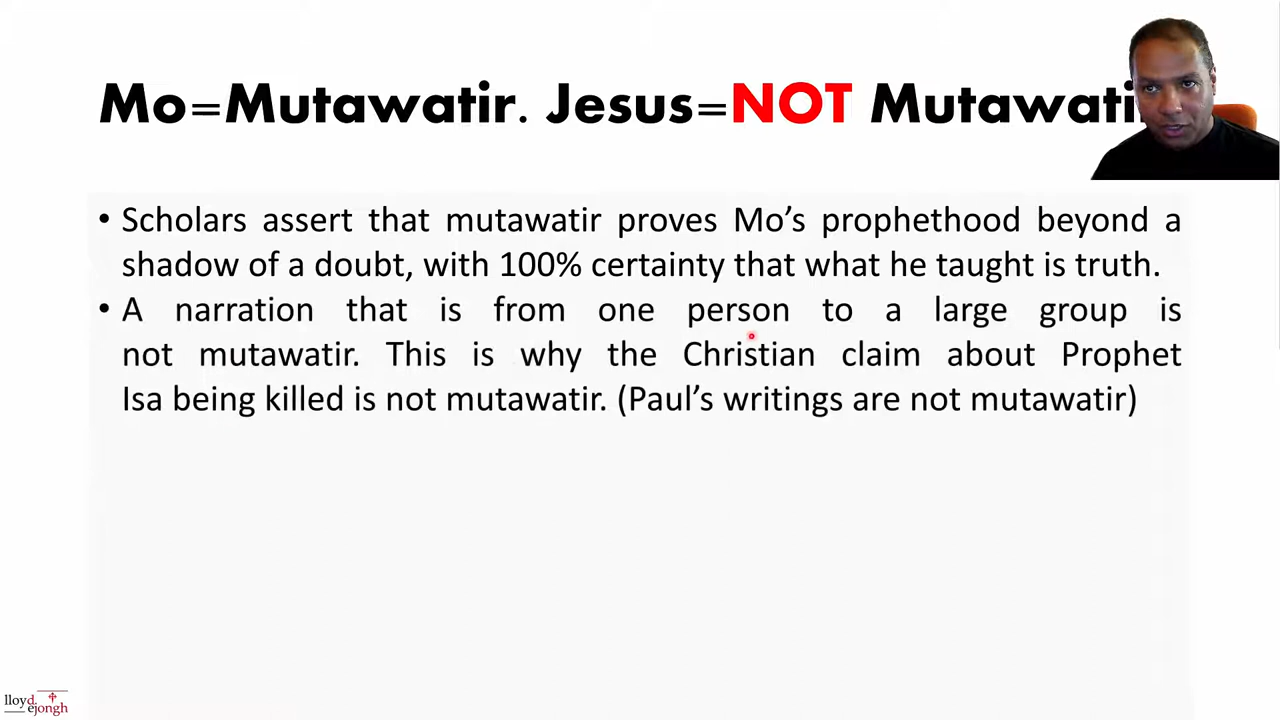 Mo=Mutawatir. Jesus=NOT Mutawati
• Scholars assert that mutawatir proves Mo’s prophethood beyond a
shadow of a doubt, with 100% certainty that what he taught is truth.
• A narration that is from one person to a large group is
not mutawatir. This is why the Christian claim about Prophet
Isa being killed is not mutawatir. (Paul’s writings are not mutawatir)
lloyd
ejongh